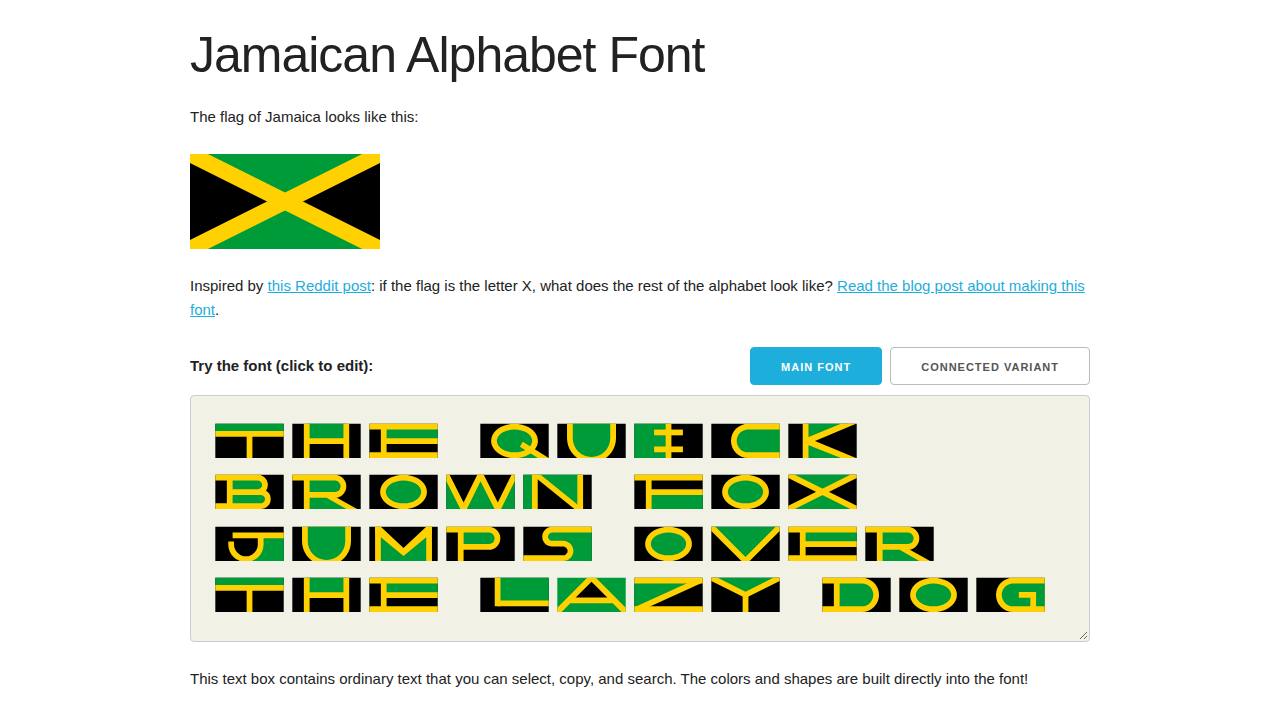 Jamaican Alphabet Font
The flag of Jamaica looks like this:
Inspired by this Reddit post: if the flag is the letter X, what does the rest of the alphabet look like? Read the blog post about making this
font.
Try the font (click to edit):
MAIN FONT
CONNECTED VARIANT
THE QUICK
BROWN FOX
JUMPS OVER
THE LAZY DOG
This text box contains ordinary text that you can select, copy, and search. The colors and shapes are built directly into the font!